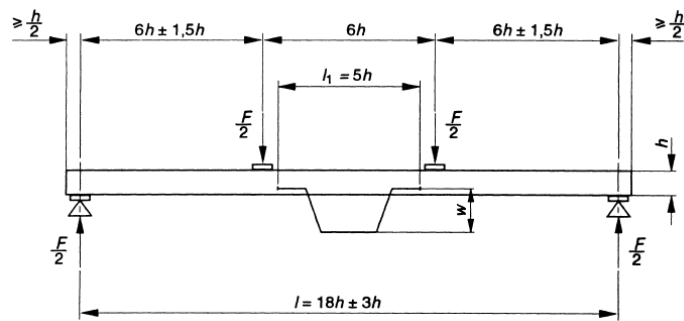 ≥ h/2
6h ± 1,5h
6h
6h ± 1,5h
≥ h/2
l₁ = 5h
F/2
F/2
h
w
F/2
F/2
l = 18h ± 3h